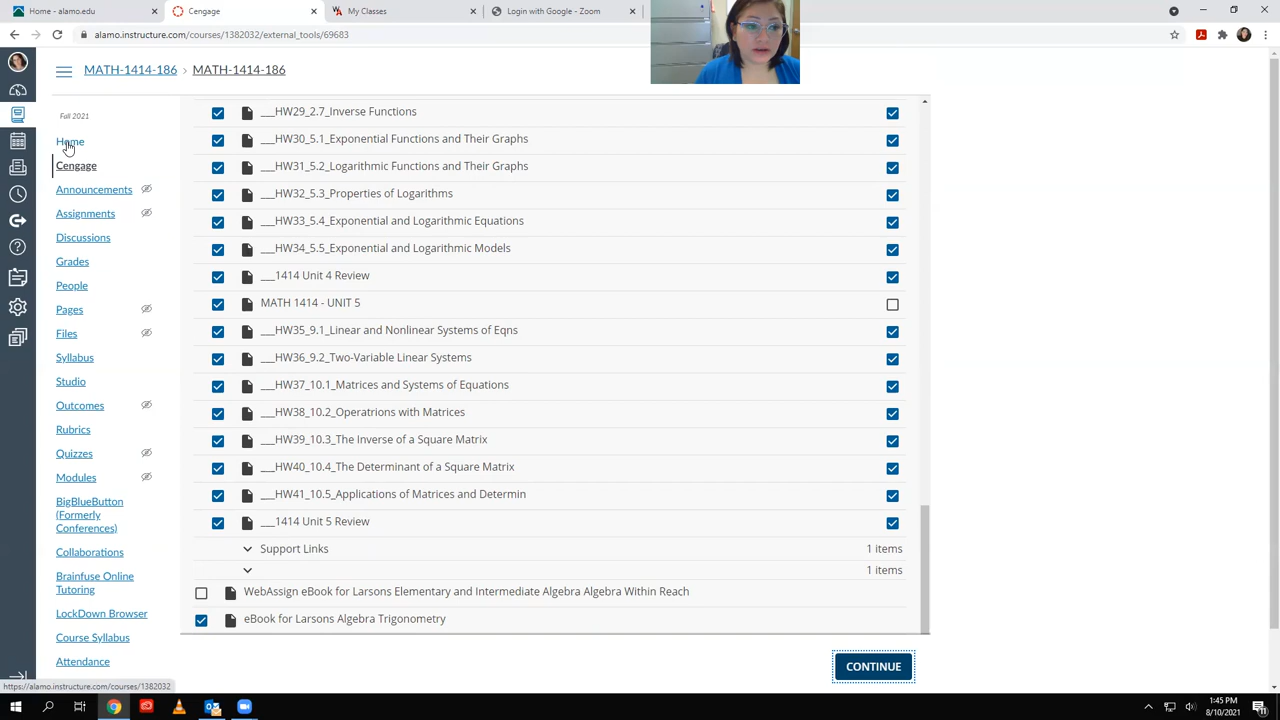 Home - alamo.instructure.com/
Cengage
My Classes
Login with Google - Zoom
alamo.instructure.com/courses/1382032/external_tools/69683
MATH-1414-186 > MATH-1414-186
Fall 2021
Home
Cengage
Announcements
Assignments
Discussions
Grades
People
Pages
Files
Syllabus
Studio
Outcomes
Rubrics
Quizzes
Modules
BigBlueButton
(Formerly
Conferences)
Collaborations
Brainfuse Online
Tutoring
LockDown Browser
Course Syllabus
Attendance
___HW29_2.7_Inverse Functions
___HW30_5.1_Exponential Functions and Their Graphs
___HW31_5.2_Logarithmic Functions and Their Graphs
___HW32_5.3_Properties of Logarithms
___HW33_5.4_Exponential and Logarithmic Equations
___HW34_5.5_Exponential and Logarithmic Models
___1414 Unit 4 Review
MATH 1414 - UNIT 5
___HW35_9.1_Linear and Nonlinear Systems of Eqns
___HW36_9.2_Two-Variable Linear Systems
___HW37_10.1_Matrices and Systems of Equations
___HW38_10.2_Operatrions with Matrices
___HW39_10.3_The Inverse of a Square Matrix
___HW40_10.4_The Determinant of a Square Matrix
___HW41_10.5_Applications of Matrices and Determin
___1414 Unit 5 Review
Support Links 1 items
1 items
WebAssign eBook for Larsons Elementary and Intermediate Algebra Algebra Within Reach
eBook for Larsons Algebra Trigonometry
CONTINUE
https://alamo.instructure.com/courses/1382032
1:45 PM
8/10/2021